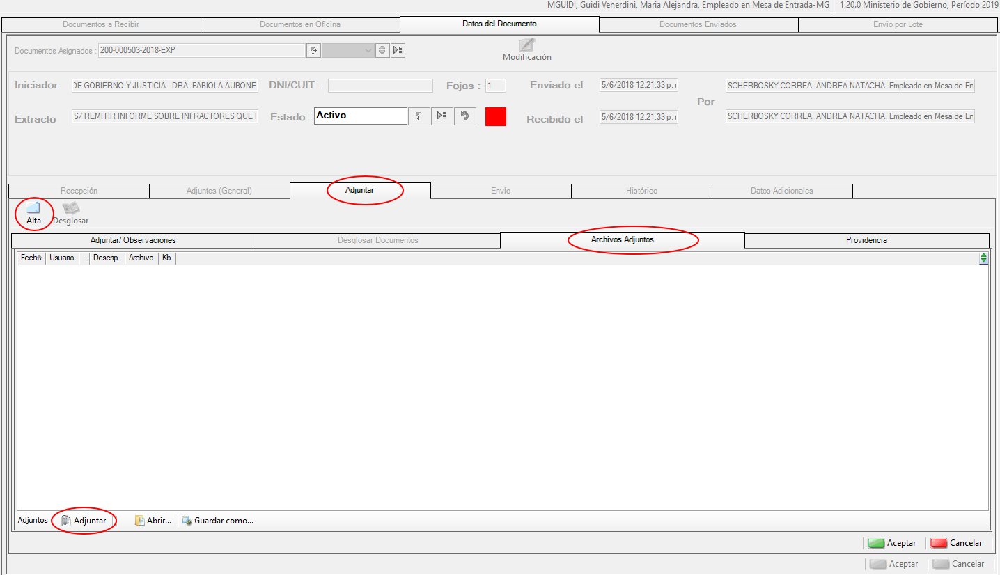 MGUIDI, Guidi Venerdini, Maria Alejandra, Empleado en Mesa de Entrada-MG 1.20.0 Ministerio de Gobierno, Período 2019
Documentos a Recibir Documentos en Oficina Datos del Documento Documentos Enviados Envio por Lote
Documentos Asignados : 200-000503-2018-EXP
Modificación
Iniciador DE GOBIERNO Y JUSTICIA - DRA. FABIOLA AUBONE DNI/CUIT : Fojas : 1 Enviado el 5/6/2018 12:21:33 p. SCHERBOSKY CORREA, ANDREA NATACHA, Empleado en Mesa de Er
Por
Extracto S/ REMITIR INFORME SOBRE INFRACTORES QUE Estado : Activo Recibido el 5/6/2018 12:21:33 p. SCHERBOSKY CORREA, ANDREA NATACHA, Empleado en Mesa de Er
Recepción Adjuntos (General) Adjuntar Envío Histórico Datos Adicionales
Alta Desglosar
Adjuntar/ Observaciones Desglosar Documentos Archivos Adjuntos Providencia
Fecha Usuario . Descrip. Archivo Kb
Adjuntos Adjuntar Abrir... Guardar como...
Aceptar Cancelar
Aceptar Cancelar